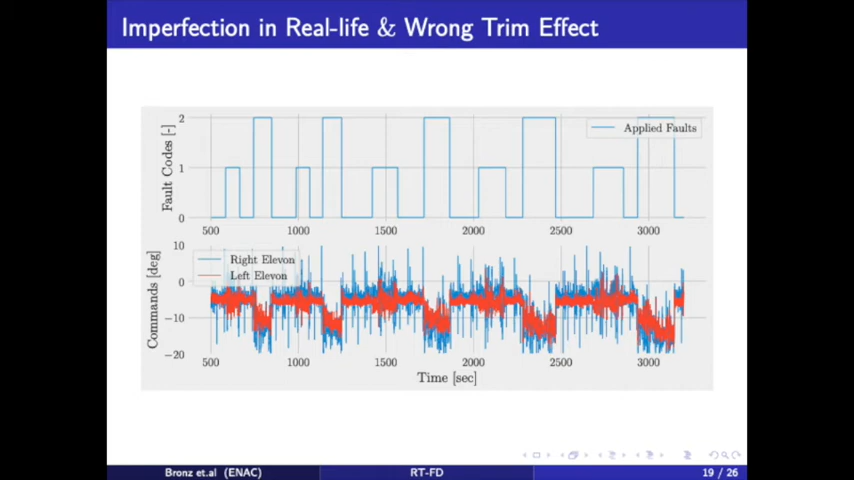 Imperfection in Real-life & Wrong Trim Effect
Fault Codes [-]
2
1
0
Applied Faults
500 1000 1500 2000 2500 3000
Commands [deg]
10
0
−10
−20
Right Elevon
Left Elevon
500 1000 1500 2000 2500 3000
Time [sec]
Bronz et.al (ENAC) RT-FD 19 / 26